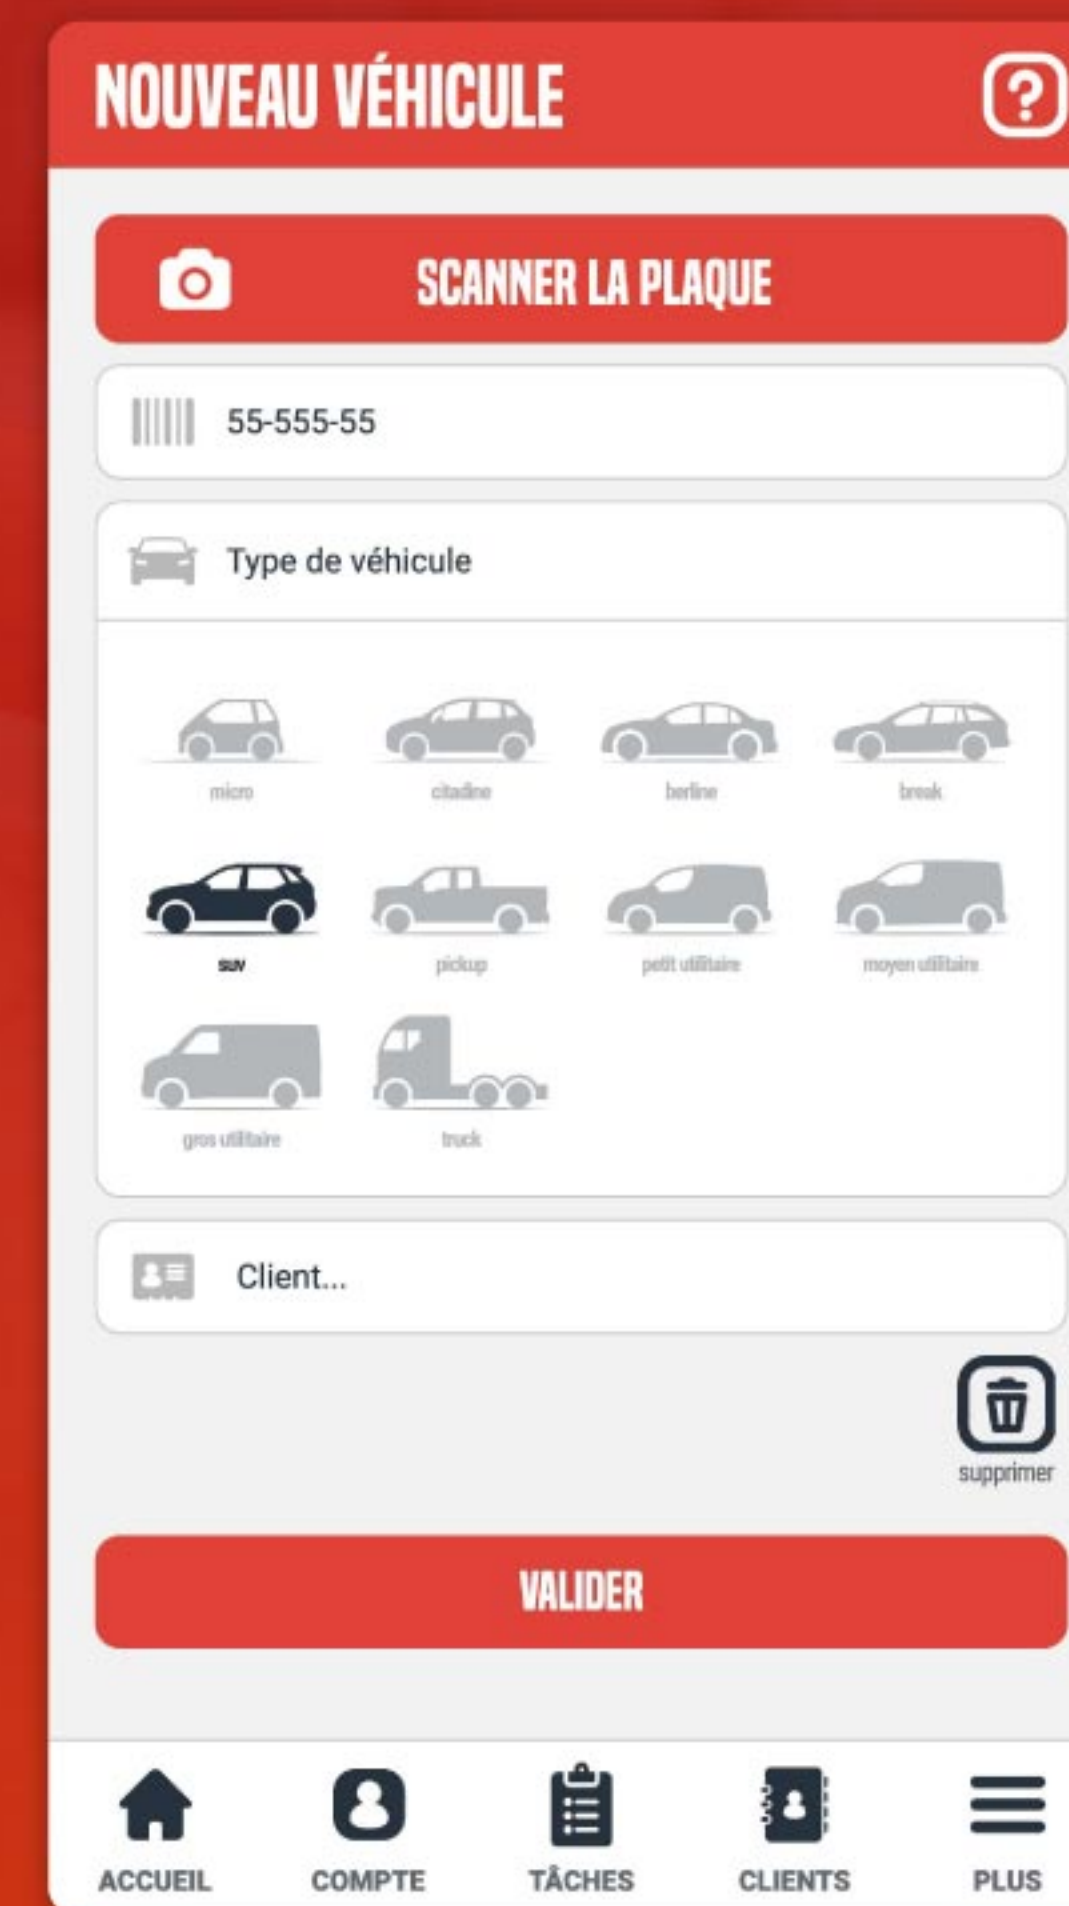 NOUVEAU VÉHICULE
?
SCANNER LA PLAQUE
55-555-55
Type de véhicule
micro citadine berline break
suv pickup petit utilitaire moyen utilitaire
gros utilitaire truck
Client...
supprimer
VALIDER
ACCUEIL COMPTE TÂCHES CLIENTS PLUS